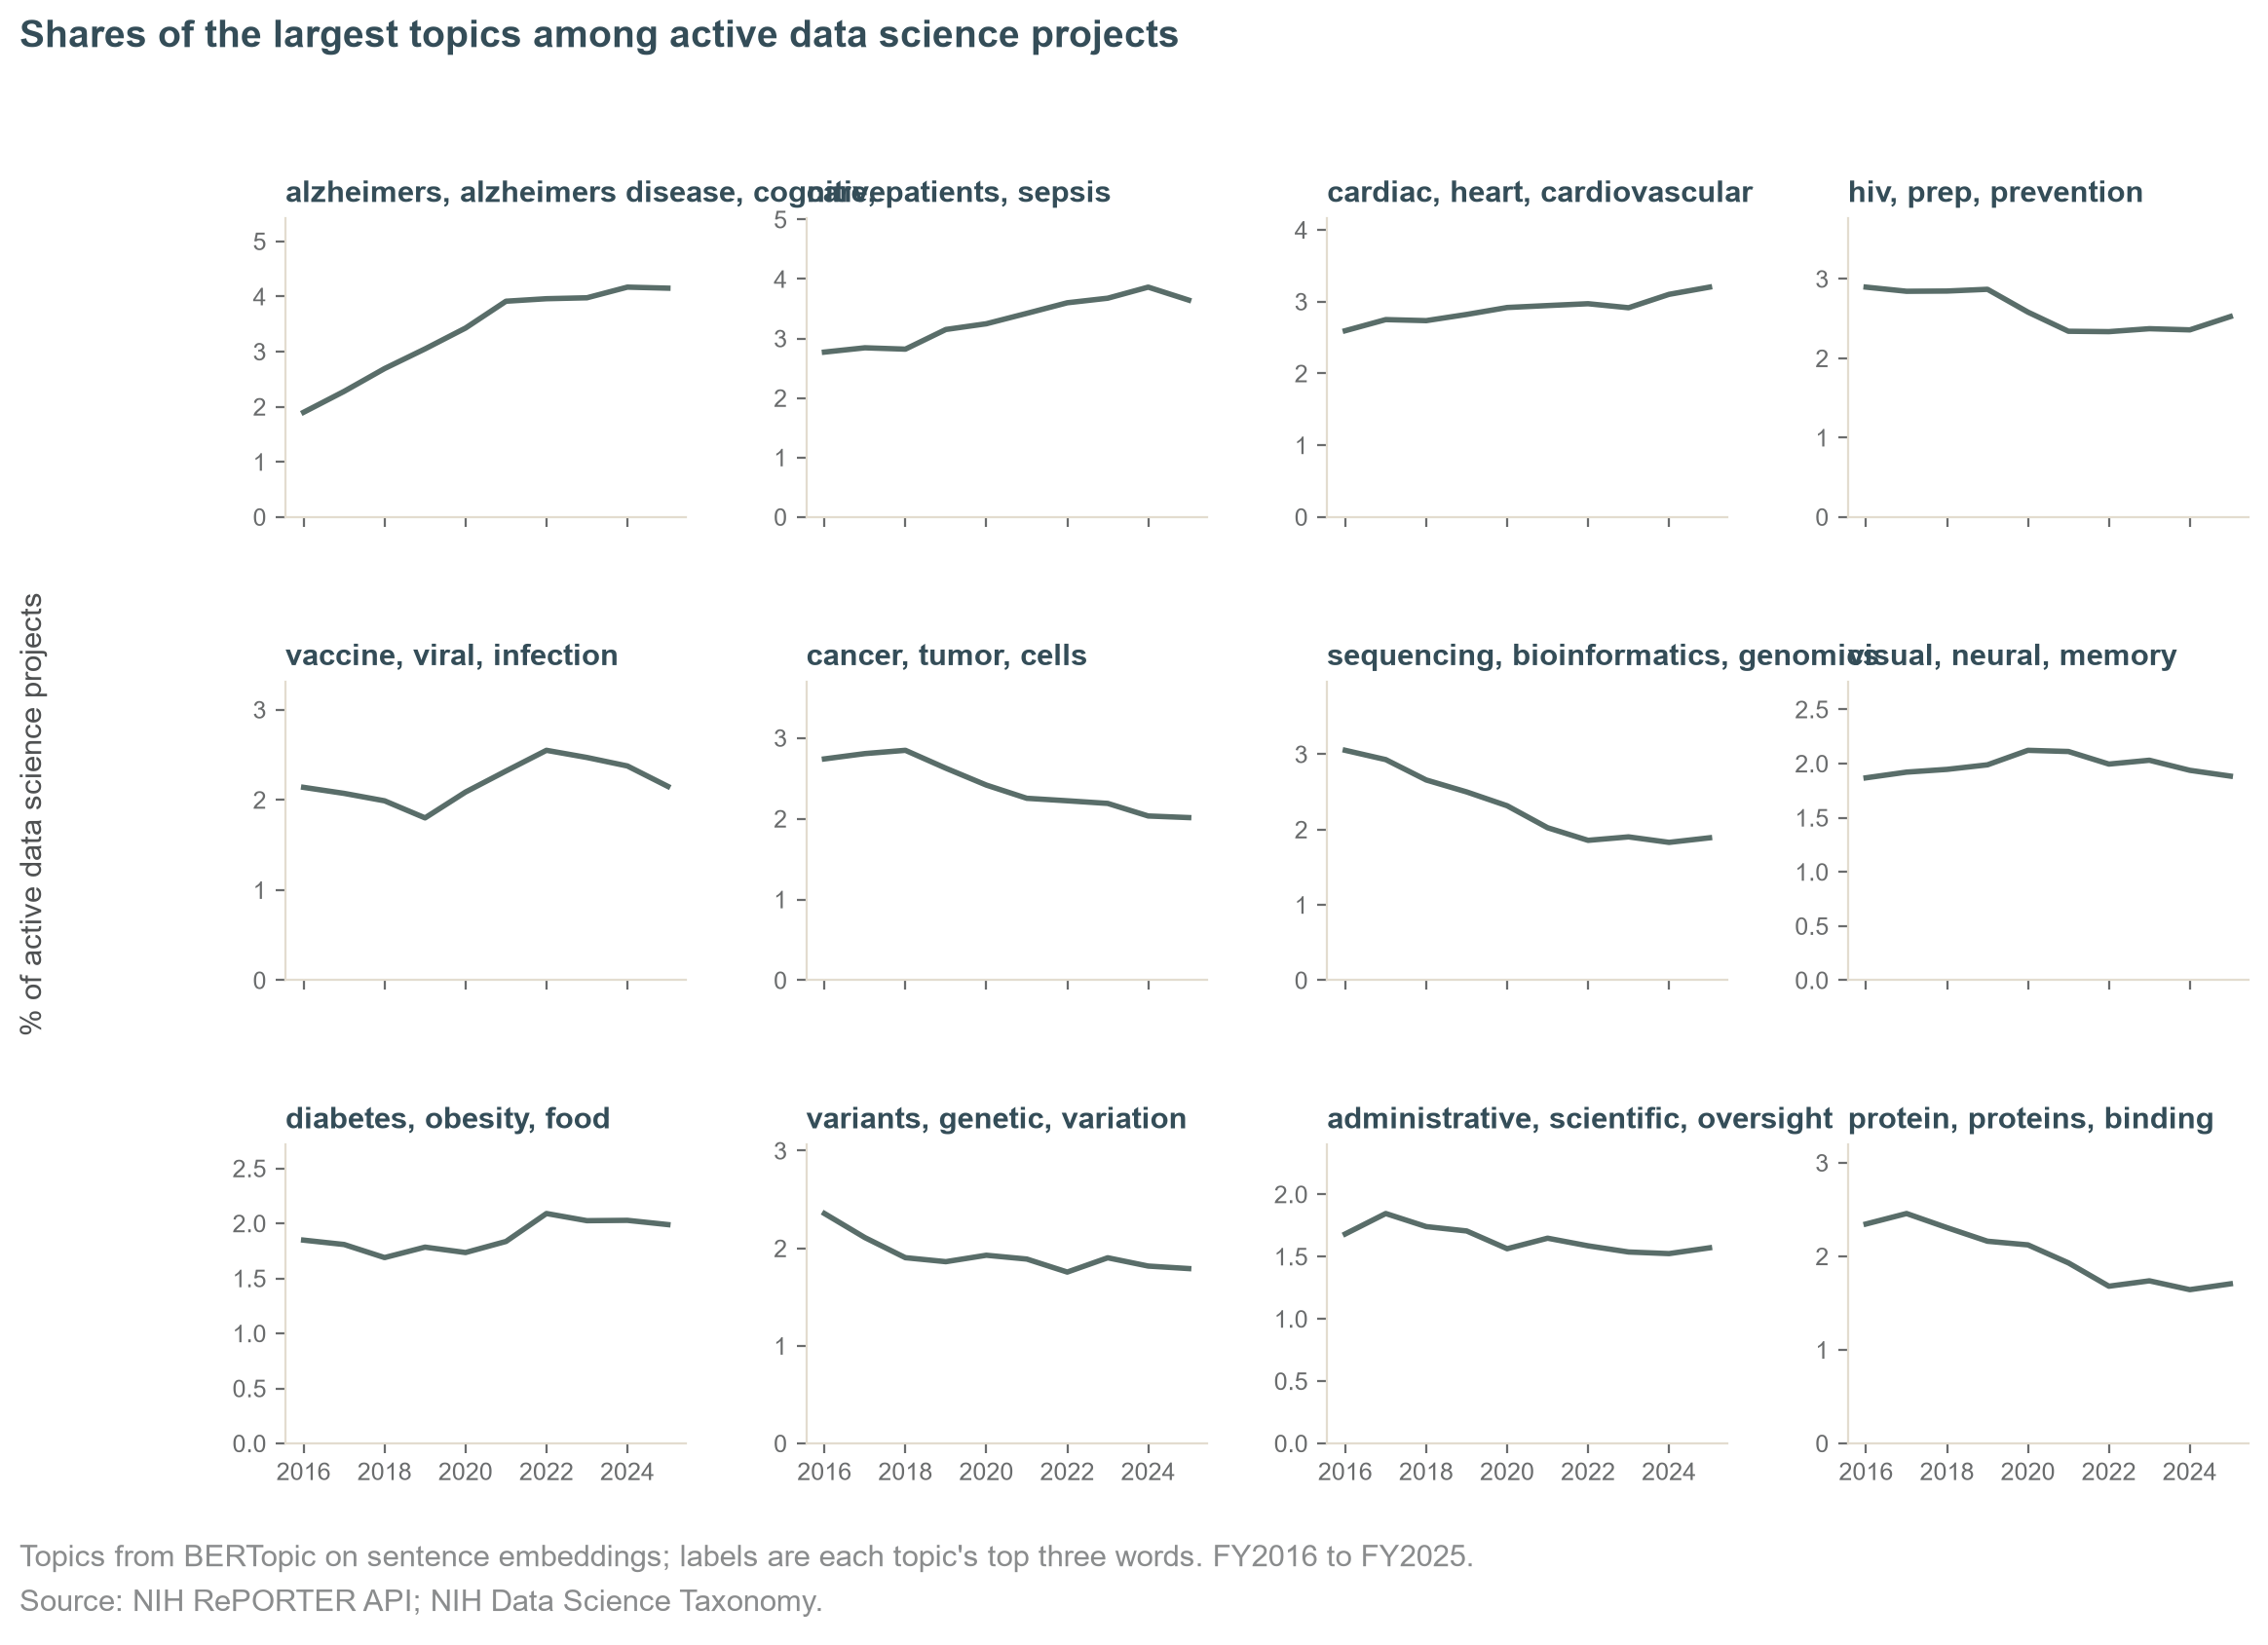 Shares of the largest topics among active data science projects
alzheimers, alzheimers disease, cognitive
care, patients, sepsis
cardiac, heart, cardiovascular
hiv, prep, prevention
5
4
3
2
1
0
5
4
3
2
1
0
4
3
2
1
0
3
2
1
0
% of active data science projects
vaccine, viral, infection
cancer, tumor, cells
sequencing, bioinformatics, genomics
visual, neural, memory
3
2
1
0
3
2
1
0
3
2
1
0
2.5
2.0
1.5
1.0
0.5
0.0
diabetes, obesity, food
variants, genetic, variation
administrative, scientific, oversight
protein, proteins, binding
2.5
2.0
1.5
1.0
0.5
0.0
3
2
1
0
2.0
1.5
1.0
0.5
0.0
3
2
1
0
2016 2018 2020 2022 2024
2016 2018 2020 2022 2024
2016 2018 2020 2022 2024
2016 2018 2020 2022 2024
Topics from BERTopic on sentence embeddings; labels are each topic's top three words. FY2016 to FY2025.
Source: NIH RePORTER API; NIH Data Science Taxonomy.